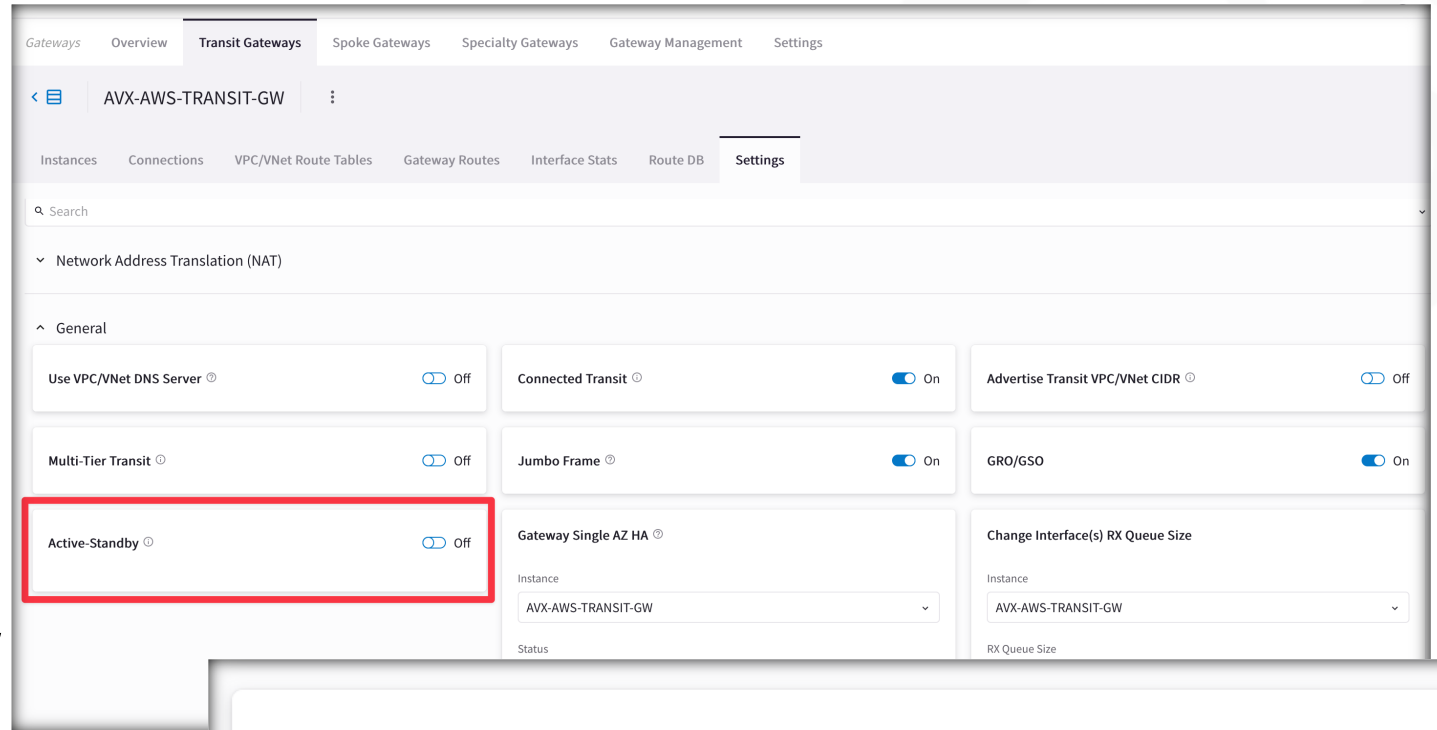 Gateways Overview Transit Gateways Spoke Gateways Specialty Gateways Gateway Management Settings
AVX-AWS-TRANSIT-GW
Instances Connections VPC/VNet Route Tables Gateway Routes Interface Stats Route DB Settings
Search
Network Address Translation (NAT)
General
Use VPC/VNet DNS Server Off Connected Transit On Advertise Transit VPC/VNet CIDR Off
Multi-Tier Transit Off Jumbo Frame On GRO/GSO On
Active-Standby Off Gateway Single AZ HA Change Interface(s) RX Queue Size
Instance Instance
AVX-AWS-TRANSIT-GW AVX-AWS-TRANSIT-GW
Status RX Queue Size